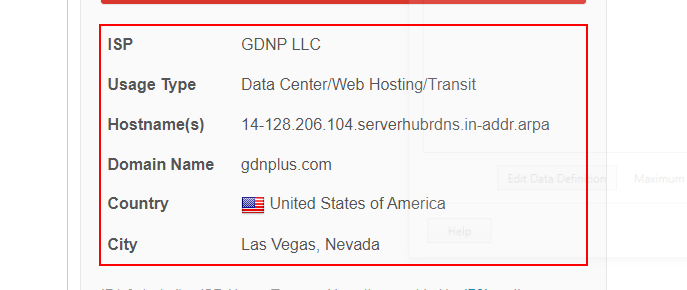 ISP GDNP LLC
Usage Type Data Center/Web Hosting/Transit
Hostname(s) 14-128.206.104.serverhubrdns.in-addr.arpa
Domain Name gdnplus.com
Edit Data Definition Maximum
Country United States of America
Help
City Las Vegas, Nevada